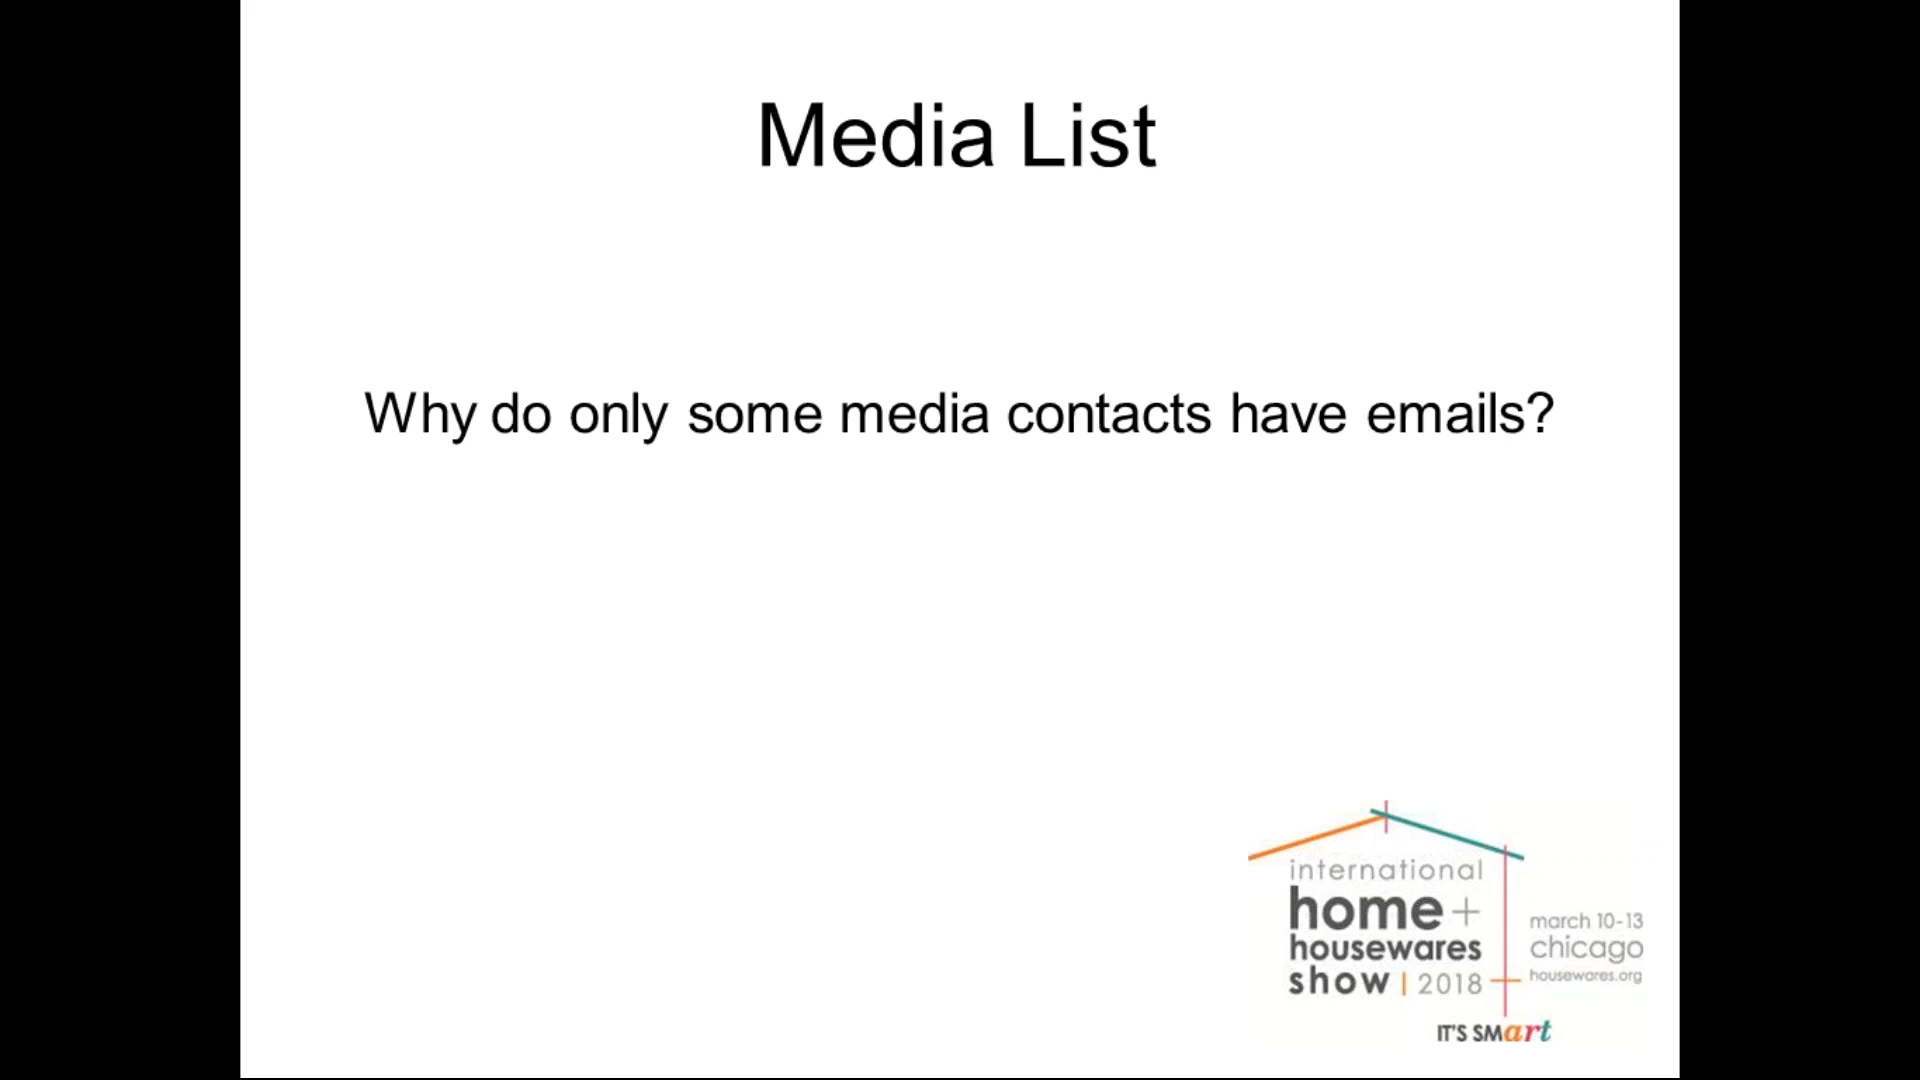 Media List
Why do only some media contacts have emails?
international
home+
housewares
show | 2018
march 10-13
chicago
housewares.org
IT'S SMart